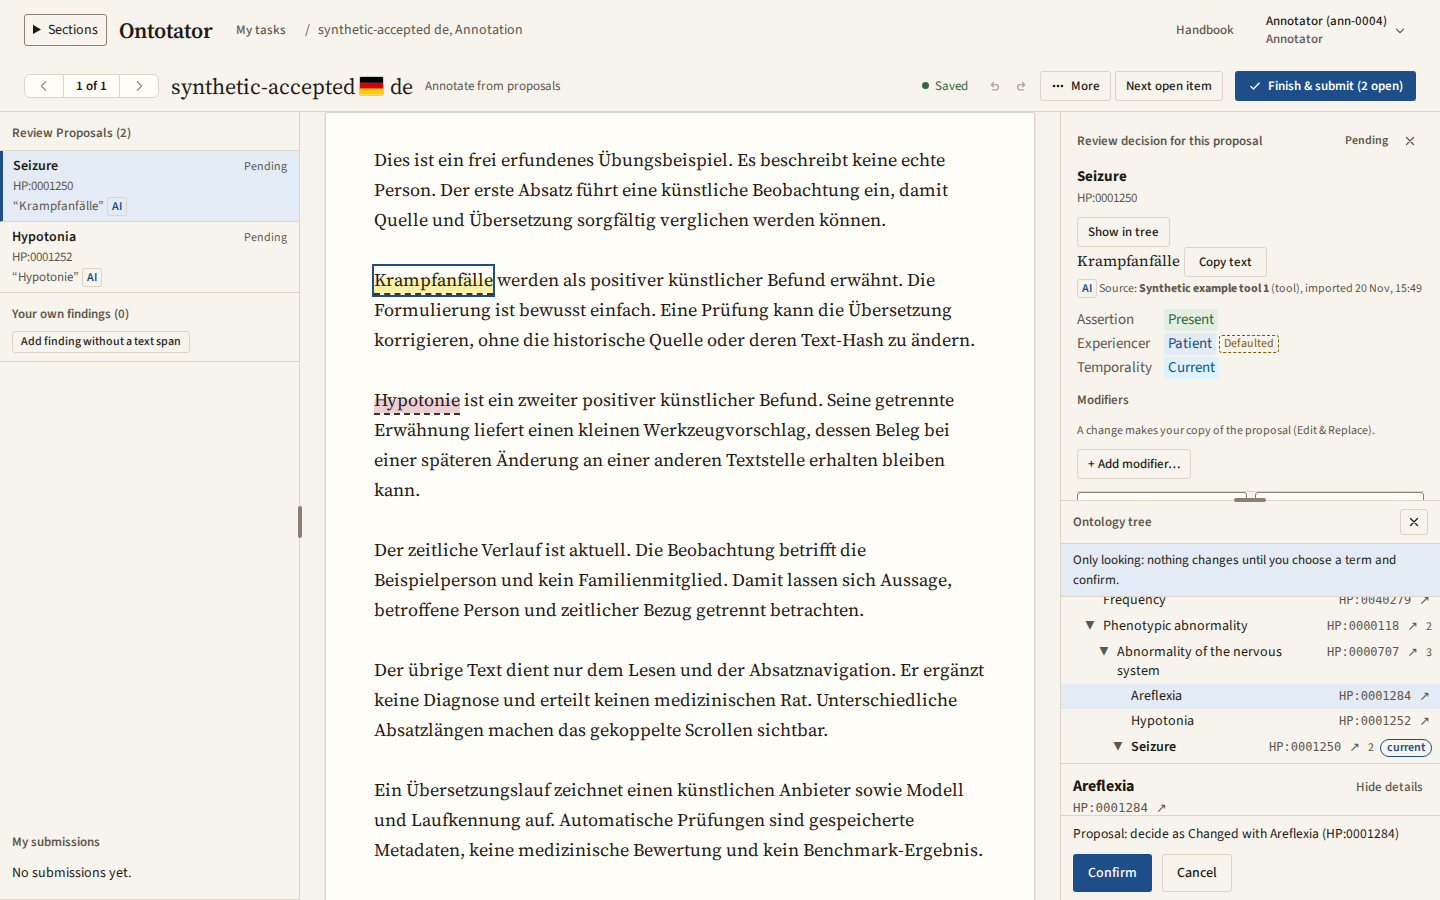 ▶ Sections
Ontotator
My tasks / synthetic-accepted de, Annotation
Handbook
Annotator (ann-0004)
Annotator
1 of 1
synthetic-accepted de
Annotate from proposals
Saved
More
Next open item
Finish & submit (2 open)
Review Proposals (2)
Seizure Pending
HP:0001250
“Krampfanfälle” AI
Hypotonia Pending
HP:0001252
“Hypotonie” AI
Your own findings (0)
Add finding without a text span
My submissions
No submissions yet.
Dies ist ein frei erfundenes Übungsbeispiel. Es beschreibt keine echte
Person. Der erste Absatz führt eine künstliche Beobachtung ein, damit
Quelle und Übersetzung sorgfältig verglichen werden können.
Krampfanfälle werden als positiver künstlicher Befund erwähnt. Die
Formulierung ist bewusst einfach. Eine Prüfung kann die Übersetzung
korrigieren, ohne die historische Quelle oder deren Text-Hash zu ändern.
Hypotonie ist ein zweiter positiver künstlicher Befund. Seine getrennte
Erwähnung liefert einen kleinen Werkzeugvorschlag, dessen Beleg bei
einer späteren Änderung an einer anderen Textstelle erhalten bleiben
kann.
Der zeitliche Verlauf ist aktuell. Die Beobachtung betrifft die
Beispielperson und kein Familienmitglied. Damit lassen sich Aussage,
betroffene Person und zeitlicher Bezug getrennt betrachten.
Der übrige Text dient nur dem Lesen und der Absatznavigation. Er ergänzt
keine Diagnose und erteilt keinen medizinischen Rat. Unterschiedliche
Absatzlängen machen das gekoppelte Scrollen sichtbar.
Ein Übersetzungslauf zeichnet einen künstlichen Anbieter sowie Modell
und Laufkennung auf. Automatische Prüfungen sind gespeicherte
Metadaten, keine medizinische Bewertung und kein Benchmark-Ergebnis.
Review decision for this proposal Pending
Seizure
HP:0001250
Show in tree
Krampfanfälle Copy text
AI Source: Synthetic example tool 1 (tool), imported 20 Nov, 15:49
Assertion Present
Experiencer Patient Defaulted
Temporality Current
Modifiers
A change makes your copy of the proposal (Edit & Replace).
+ Add modifier…
Ontology tree
Only looking: nothing changes until you choose a term and
confirm.
Frequency HP:0040279 ↗
▼ Phenotypic abnormality HP:0000118 ↗ 2
▼ Abnormality of the nervous HP:0000707 ↗ 3
system
Areflexia HP:0001284 ↗
Hypotonia HP:0001252 ↗
▼ Seizure HP:0001250 ↗ 2 current
Areflexia Hide details
HP:0001284 ↗
Proposal: decide as Changed with Areflexia (HP:0001284)
Confirm Cancel